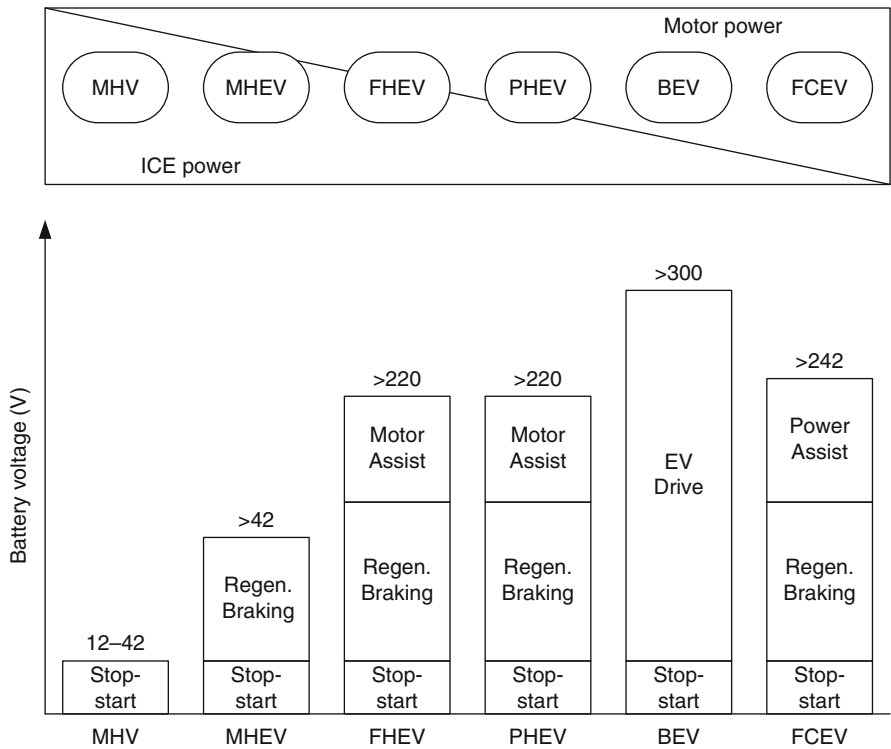 Motor power
MHV MHEV FHEV PHEV BEV FCEV
ICE power
Battery voltage (V)
12–42
Stop-
start
>42
Regen.
Braking
Stop-
start
>220
Motor
Assist
Regen.
Braking
Stop-
start
>220
Motor
Assist
Regen.
Braking
Stop-
start
>300
EV
Drive
Stop-
start
>242
Power
Assist
Regen.
Braking
Stop-
start
MHV MHEV FHEV PHEV BEV FCEV